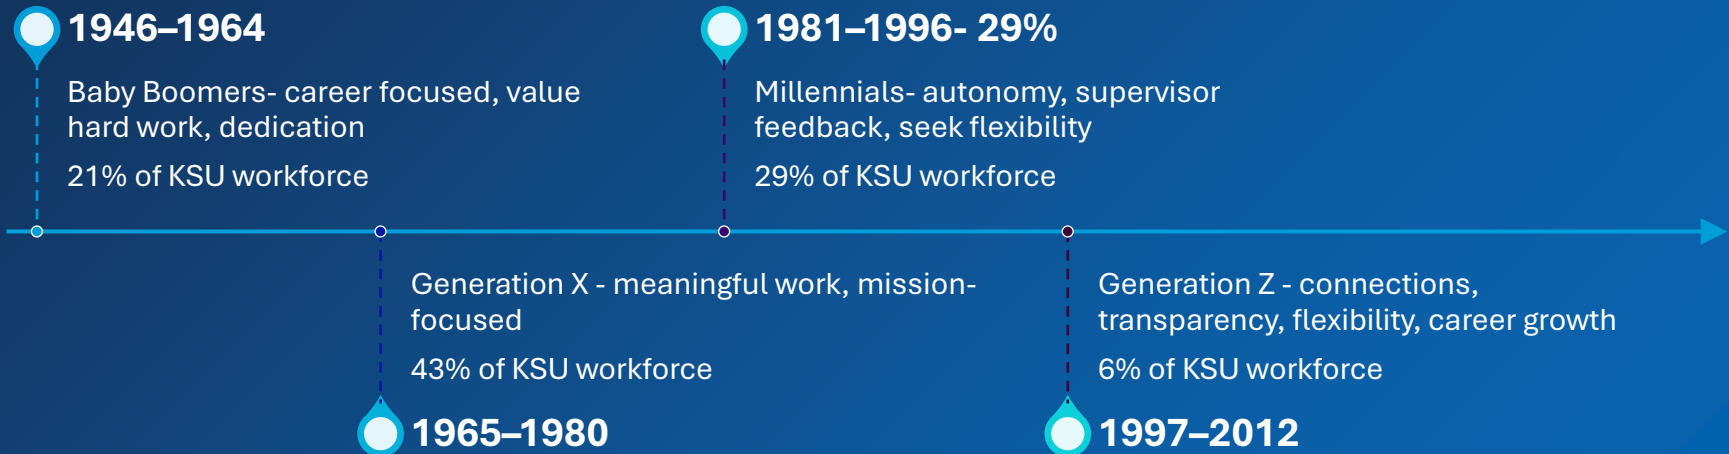 1946–1964
Baby Boomers- career focused, value
hard work, dedication
21% of KSU workforce
1981–1996- 29%
Millennials- autonomy, supervisor
feedback, seek flexibility
29% of KSU workforce
Generation X - meaningful work, mission-
focused
43% of KSU workforce
1965–1980
Generation Z - connections,
transparency, flexibility, career growth
6% of KSU workforce
1997–2012